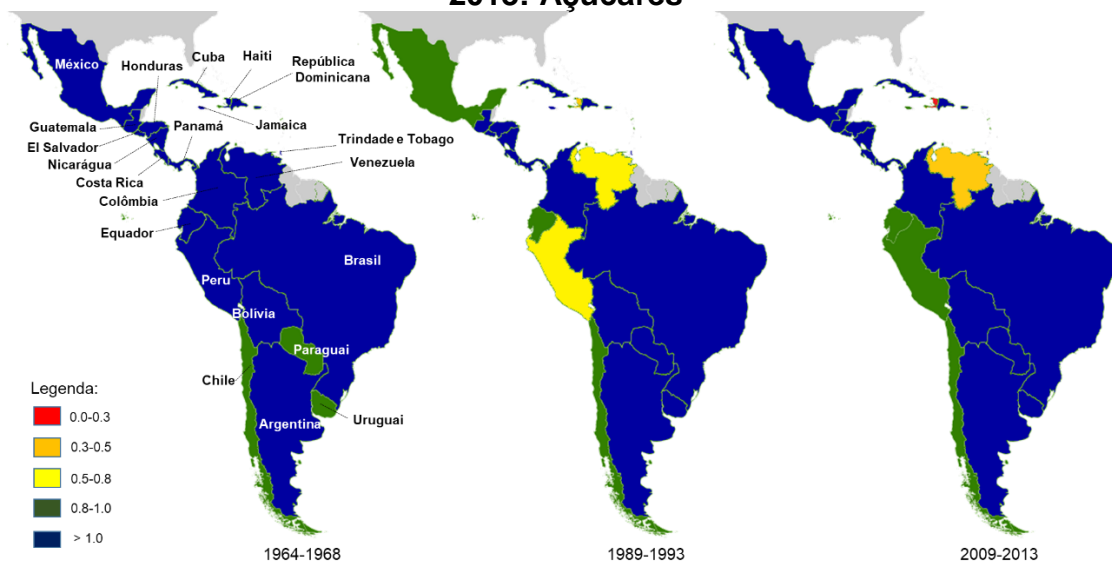 2013: Açúcares
México
Honduras
Cuba
Haiti
República
Dominicana
Guatemala
Panamá
Jamaica
El Salvador
Nicarágua
Trindade e Tobago
Costa Rica
Venezuela
Colômbia
Equador
Brasil
Peru
Bolívia
Paraguai
Chile
Uruguai
Argentina
Legenda:
0.0-0.3
0.3-0.5
0.5-0.8
0.8-1.0
> 1.0
1964-1968
1989-1993
2009-2013